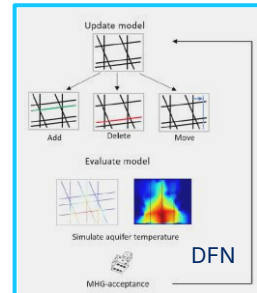 Update model
Add Delete Move
Evaluate model
Simulate aquifer temperature
DFN
MHG-acceptance